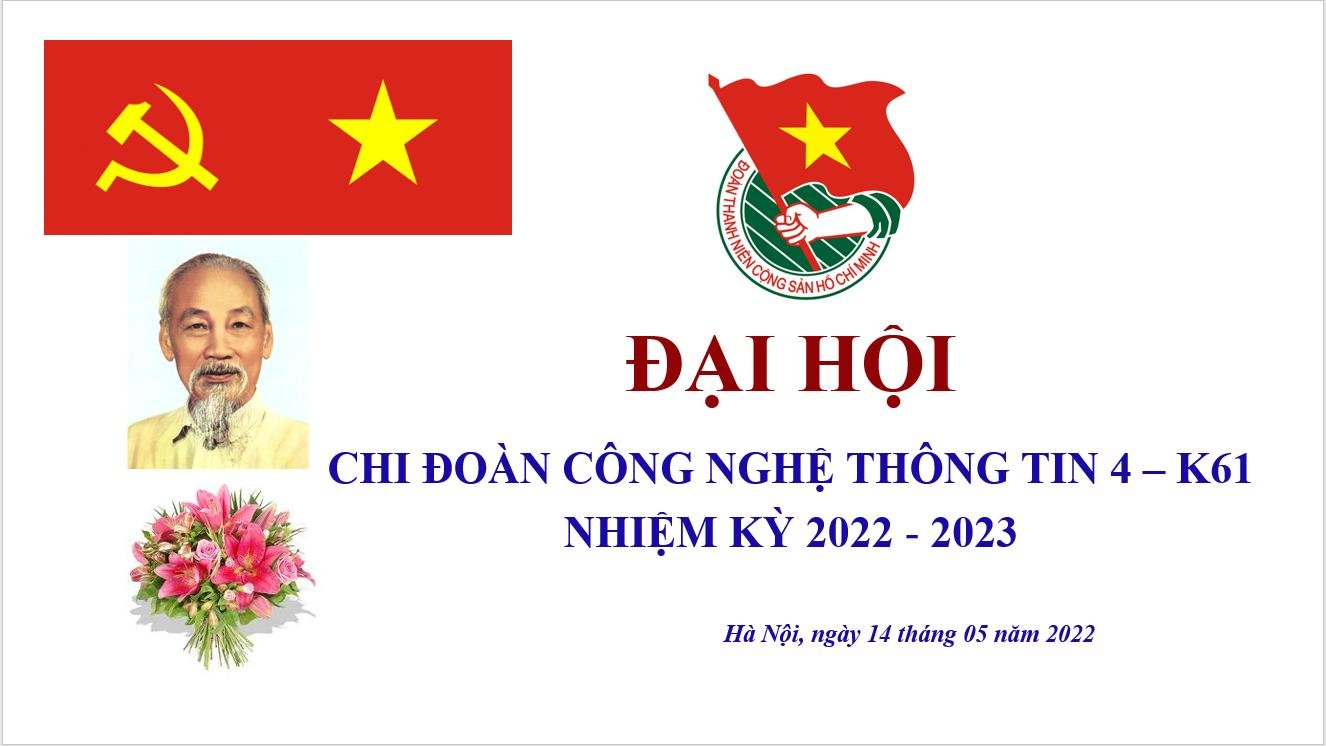 ĐOÀN THANH NIÊN CỘNG SẢN HỒ CHÍ MINH
ĐẠI HỘI
CHI ĐOÀN CÔNG NGHỆ THÔNG TIN 4 – K61
NHIỆM KỲ 2022 - 2023
Hà Nội, ngày 14 tháng 05 năm 2022